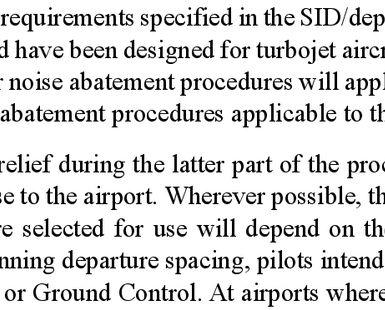 requirements specified in the SID/dep
have been designed for turbojet airc
noise abatement procedures will appl
abatement procedures applicable to th
relief during the latter part of the proc
se to the airport. Wherever possible, th
re selected for use will depend on the
nning departure spacing, pilots intend
or Ground Control. At airports where